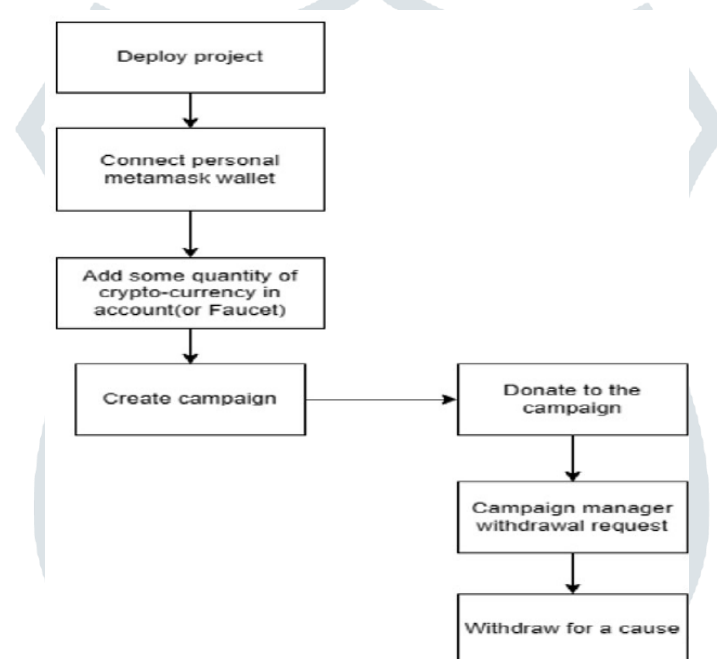 Deploy project
Connect personal
metamask wallet
Add some quantity of
crypto-currency in
account(or Faucet)
Create campaign
Donate to the
campaign
Campaign manager
withdrawal request
Withdraw for a cause